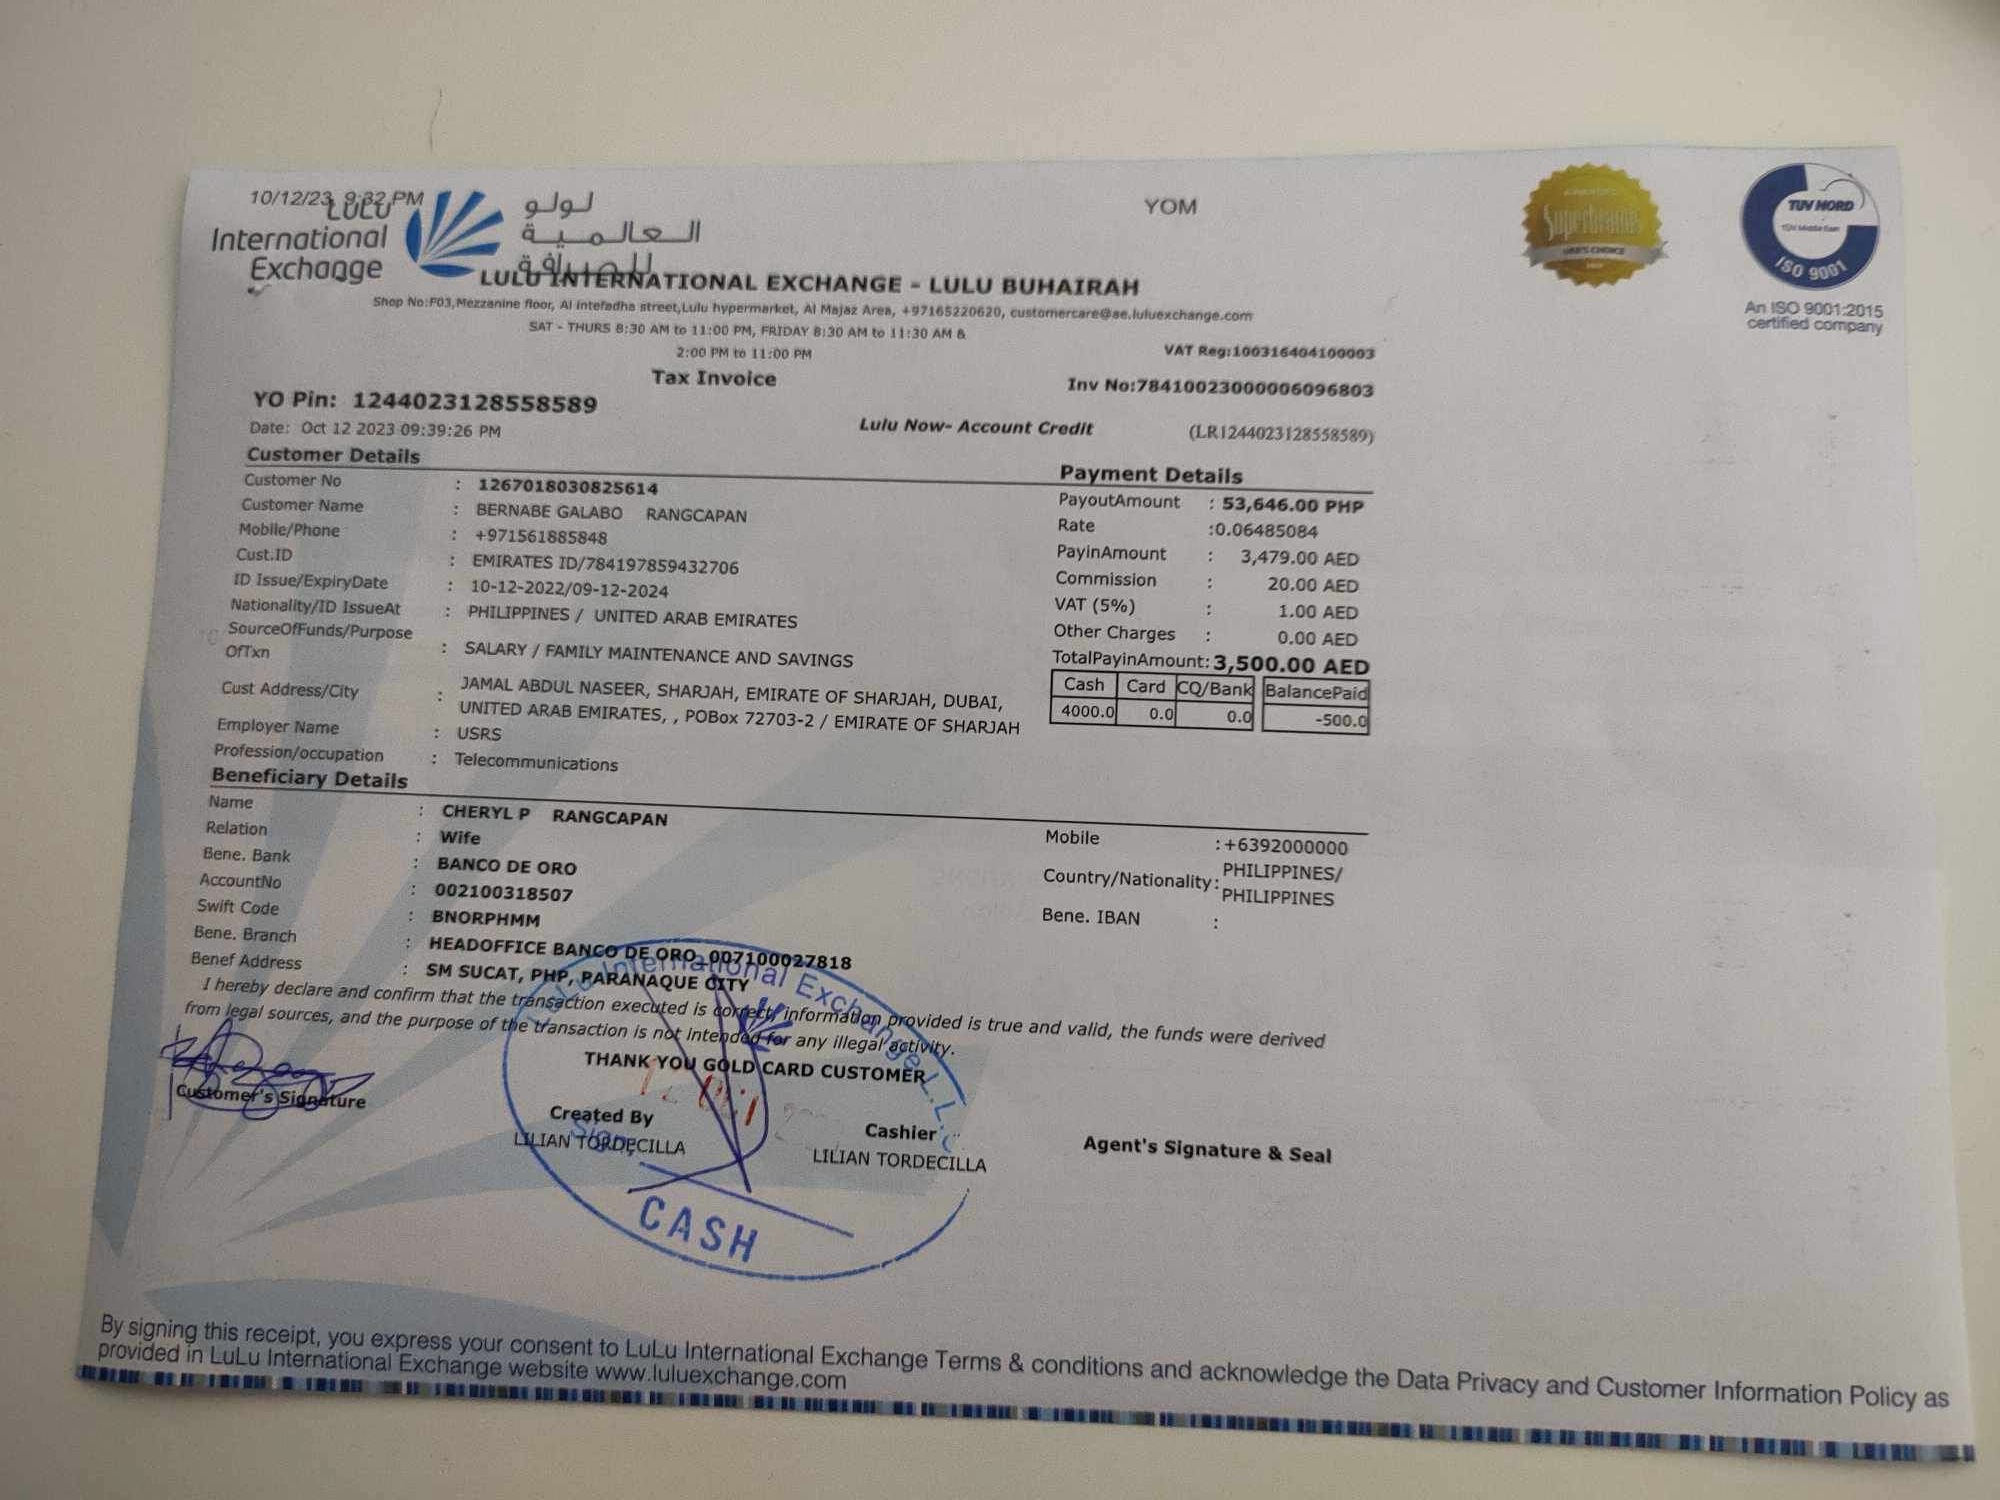 10/12/23, 9:32 PM
YOM
LULU
International
Exchange
لولو
العالمية
للصرافة
Superbrands
UAE'S CHOICE
TUV NORD
TÜV Middle East
ISO 9001
An ISO 9001:2015
certified company
LULU INTERNATIONAL EXCHANGE - LULU BUHAIRAH
Shop No:F03,Mezzanine floor, Al Intefadha street,Lulu hypermarket, Al Majaz Area, +97165220620, customercare@ae.luluexchange.com
SAT - THURS 8:30 AM to 11:00 PM, FRIDAY 8:30 AM to 11:30 AM &
2:00 PM to 11:00 PM
VAT Reg:100316404100003
Tax Invoice
Inv No:78410023000006096803
YO Pin: 1244023128558589
Date: Oct 12 2023 09:39:26 PM
Lulu Now- Account Credit
(LR1244023128558589)
Customer Details
Customer No : 1267018030825614
Customer Name : BERNABE GALABO RANGCAPAN
Mobile/Phone : +971561885848
Cust.ID : EMIRATES ID/784197859432706
ID Issue/ExpiryDate : 10-12-2022/09-12-2024
Nationality/ID IssueAt : PHILIPPINES / UNITED ARAB EMIRATES
SourceOfFunds/Purpose
OfTxn : SALARY / FAMILY MAINTENANCE AND SAVINGS
Cust Address/City : JAMAL ABDUL NASEER, SHARJAH, EMIRATE OF SHARJAH, DUBAI,
UNITED ARAB EMIRATES, , POBox 72703-2 / EMIRATE OF SHARJAH
Employer Name : USRS
Profession/occupation : Telecommunications
Payment Details
PayoutAmount : 53,646.00 PHP
Rate :0.06485084
PayinAmount : 3,479.00 AED
Commission : 20.00 AED
VAT (5%) : 1.00 AED
Other Charges : 0.00 AED
TotalPayinAmount: 3,500.00 AED
Cash Card CQ/Bank BalancePaid
4000.0 0.0 0.0 -500.0
Beneficiary Details
Name : CHERYL P RANGCAPAN
Relation : Wife
Bene. Bank : BANCO DE ORO
AccountNo : 002100318507
Swift Code : BNORPHMM
Bene. Branch : HEADOFFICE BANCO DE ORO_007100027818
Benef Address : SM SUCAT, PHP, PARANAQUE CITY
Mobile :+6392000000
Country/Nationality: PHILIPPINES/
PHILIPPINES
Bene. IBAN :
I hereby declare and confirm that the transaction executed is correct, information provided is true and valid, the funds were derived
from legal sources, and the purpose of the transaction is not intended for any illegal activity.
THANK YOU GOLD CARD CUSTOMER
Customer's Signature
Created By
LILIAN TORDECILLA
Cashier
LILIAN TORDECILLA
Agent's Signature & Seal
LuLu International Exchange L.L.C
Sign
CASH
By signing this receipt, you express your consent to LuLu International Exchange Terms & conditions and acknowledge the Data Privacy and Customer Information Policy as
provided in LuLu International Exchange website www.luluexchange.com